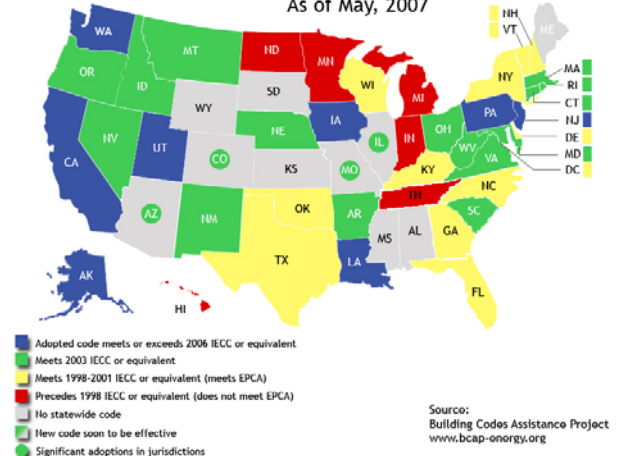 As of May, 2007
NH
VT
ME
WA
MT
ND
MN
OR
ID
SD
WI
NY
MA
RI
CT
WY
MI
NV
IA
PA
NJ
NE
DE
UT
IL
IN
OH
WV
MD
VA
DC
CA
CO
KS
MO
KY
NC
AZ
NM
OK
AR
TN
SC
MS
AL
GA
TX
LA
AK
FL
HI
Adopted code meets or exceeds 2006 IECC or equivalent
Meets 2003 IECC or equivalent
Meets 1998-2001 IECC or equivalent (meets EPCA)
Precedes 1998 IECC or equivalent (does not meet EPCA)
No statewide code
New code soon to be effective
Significant adoptions in jurisdictions
Source:
Building Codes Assistance Project
www.bcap-energy.org